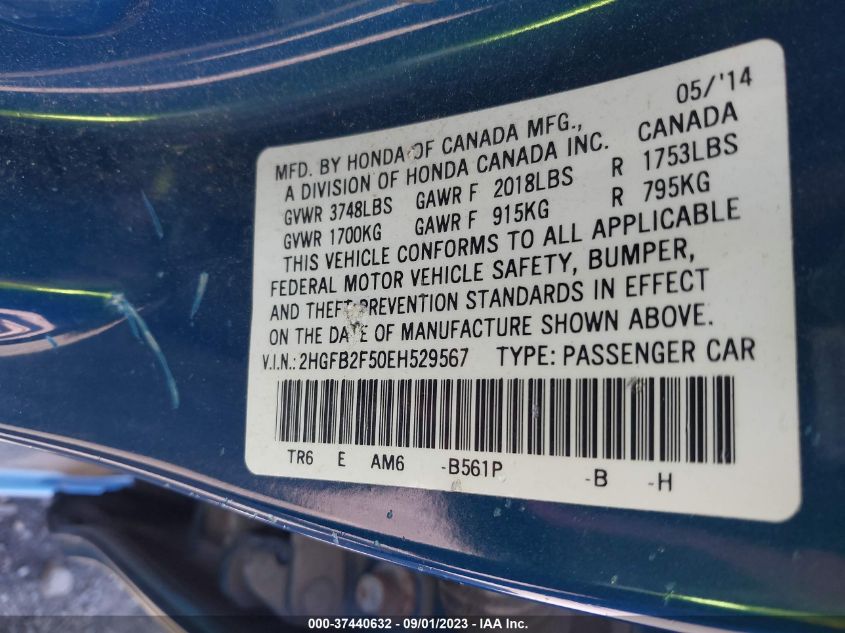 05/'14
MFD. BY HONDA OF CANADA MFG.,
A DIVISION OF HONDA CANADA INC. CANADA
GVWR 3748LBS GAWR F 2018LBS R 1753LBS
GVWR 1700KG GAWR F 915KG R 795KG
THIS VEHICLE CONFORMS TO ALL APPLICABLE
FEDERAL MOTOR VEHICLE SAFETY, BUMPER,
AND THEFT PREVENTION STANDARDS IN EFFECT
ON THE DATE OF MANUFACTURE SHOWN ABOVE.
V.I.N.: 2HGFB2F50EH529567 TYPE: PASSENGER CAR
TR6 E AM6 -B561P -B -H
000-37440632 - 09/01/2023 - IAA Inc.